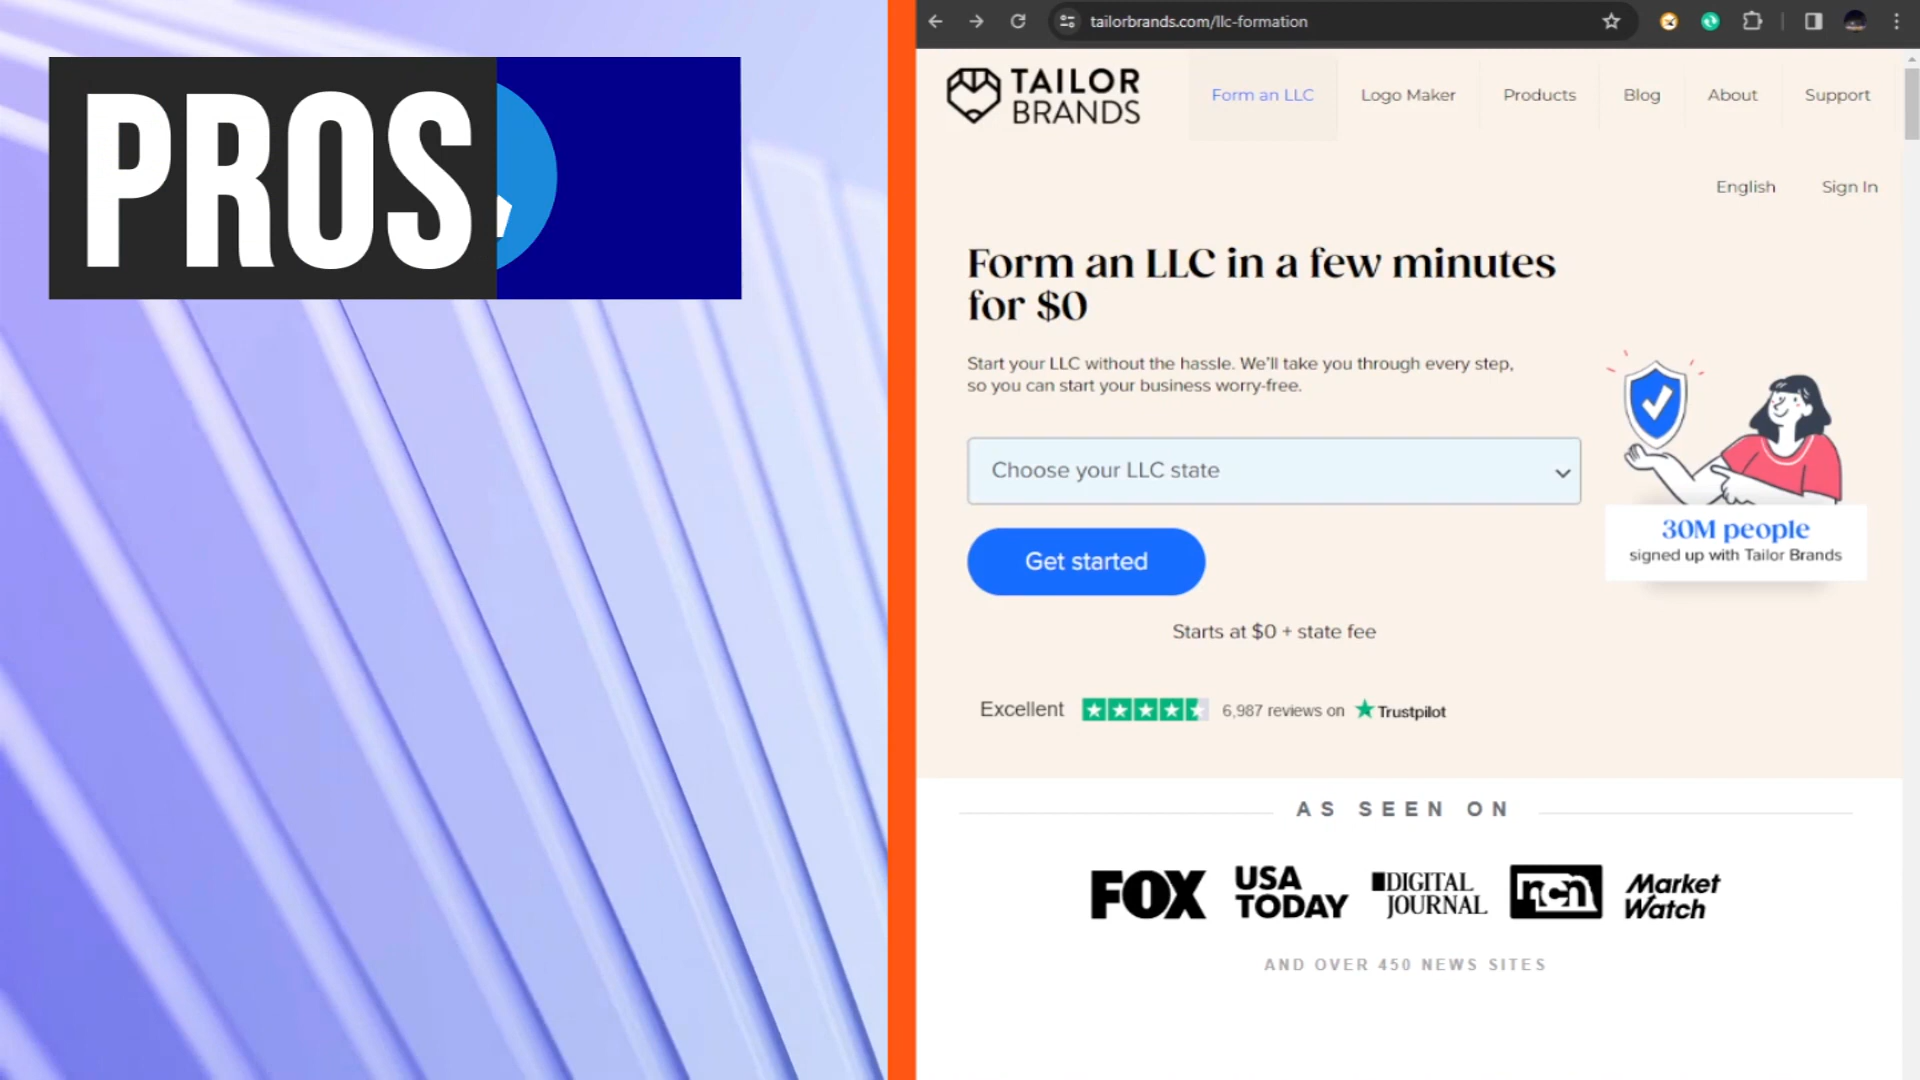 PROS
tailorbrands.com/llc-formation
TAILOR
BRANDS
Form an LLC
Logo Maker
Products
Blog
About
Support
English
Sign In
Form an LLC in a few minutes
for $0
Start your LLC without the hassle. We'll take you through every step,
so you can start your business worry-free.
Choose your LLC state
Get started
30M people
signed up with Tailor Brands
Starts at $0 + state fee
Excellent
6,987 reviews on
Trustpilot
AS SEEN ON
FOX
USA
TODAY
DIGITAL
JOURNAL
rcn
Market
Watch
AND OVER 450 NEWS SITES